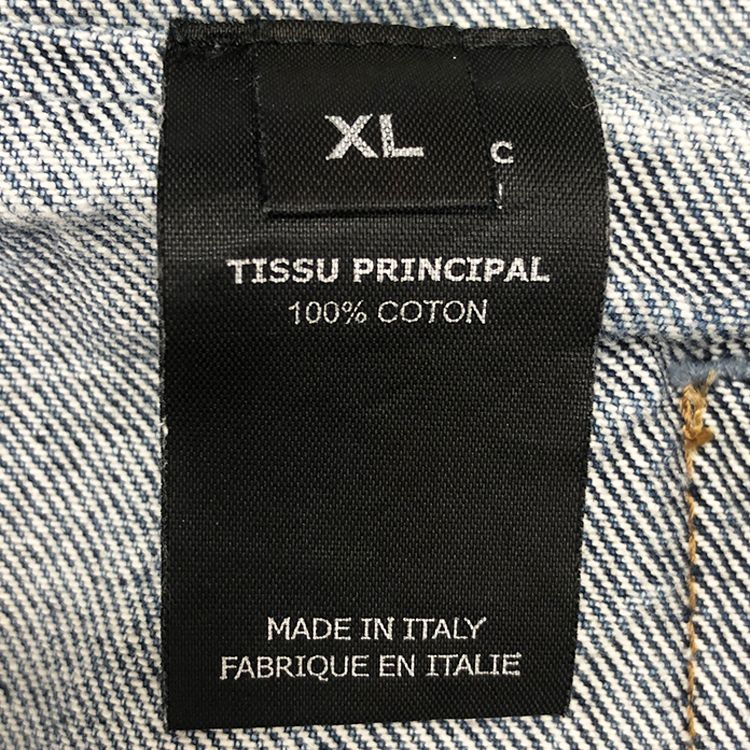 XL
C
TISSU PRINCIPAL
100% COTON
MADE IN ITALY
FABRIQUE EN ITALIE